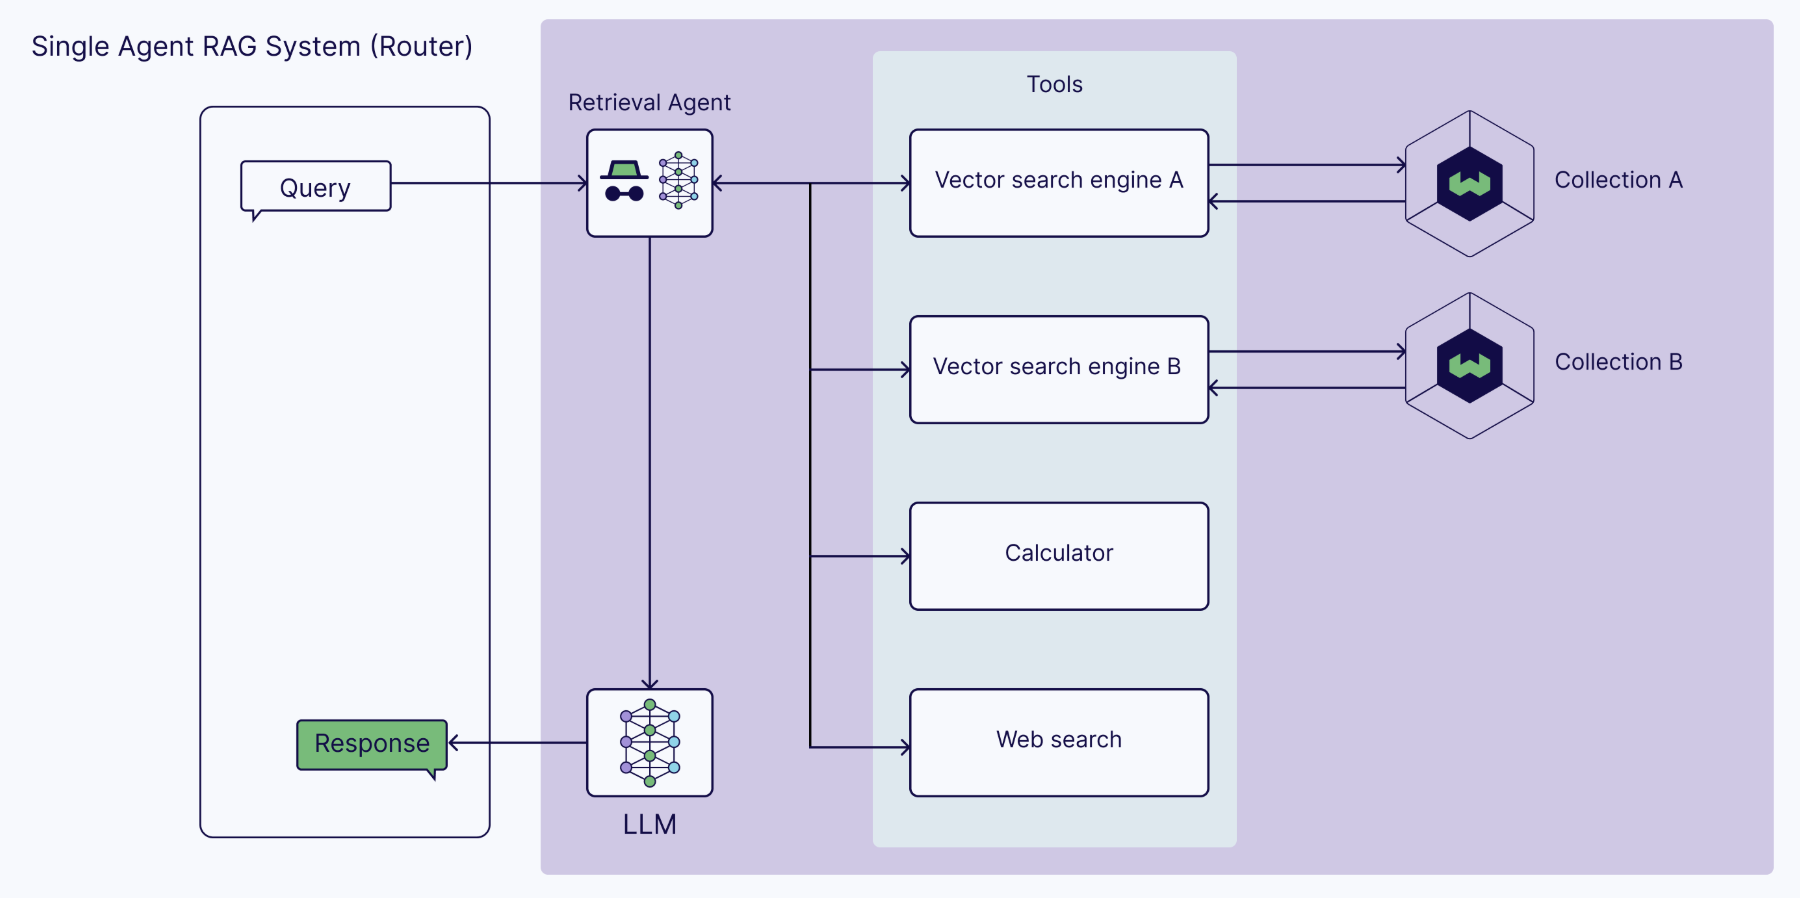 Single Agent RAG System (Router)
Query
Response
Retrieval Agent
LLM
Tools
Vector search engine A
Vector search engine B
Calculator
Web search
Collection A
Collection B